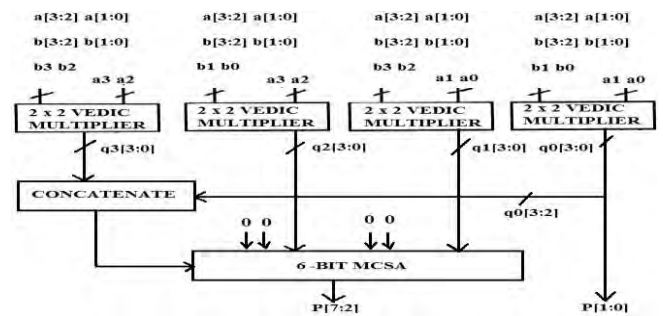 a[3:2] a[1:0] a[3:2] a[1:0] a[3:2] a[1:0] a[3:2] a[1:0]
b[3:2] b[1:0] b[3:2] b[1:0] b[3:2] b[1:0] b[3:2] b[1:0]
b3 b2 a3 a2 b1 b0 a3 a2 b3 b2 a1 a0 b1 b0 a1 a0
2 x 2 VEDIC 2 x 2 VEDIC 2 x 2 VEDIC 2 x 2 VEDIC
MULTIPLIER MULTIPLIER MULTIPLIER MULTIPLIER
q3[3:0] q2[3:0] q1[3:0] q0[3:0]
CONCATENATE
q0[3:2]
0 0 0 0
6 -BIT MCSA
P[7:2] P[1:0]